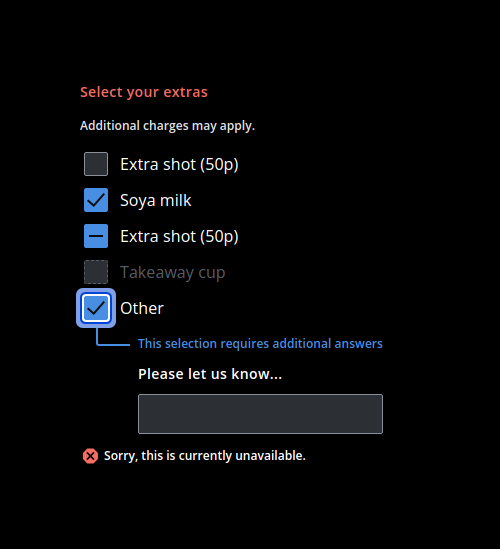 Select your extras
Additional charges may apply.
Extra shot (50p)
Soya milk
Extra shot (50p)
Takeaway cup
Other
This selection requires additional answers
Please let us know...
Sorry, this is currently unavailable.